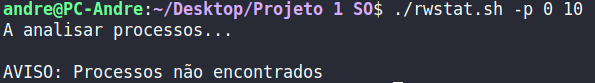 andre@PC-Andre:~/Desktop/Projeto 1 SO$ ./rwstat.sh -p 0 10
A analisar processos...
AVISO: Processos não encontrados